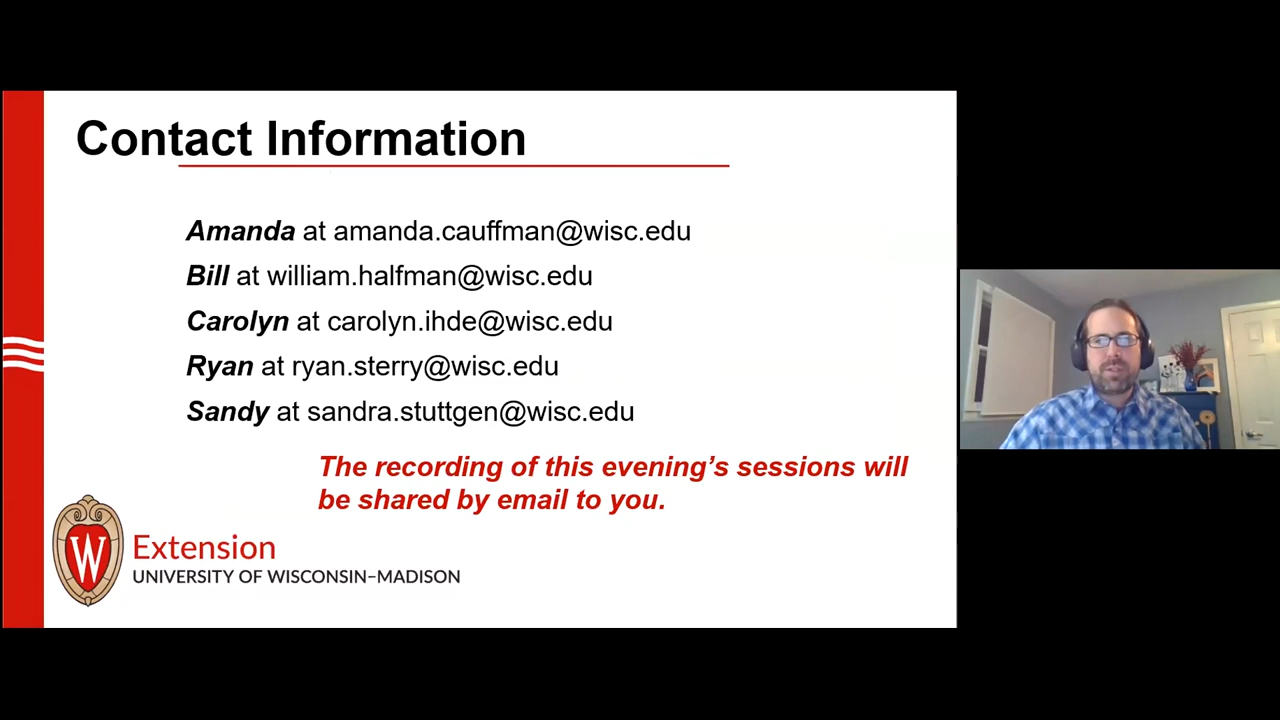 Contact Information
Amanda at amanda.cauffman@wisc.edu
Bill at william.halfman@wisc.edu
Carolyn at carolyn.ihde@wisc.edu
Ryan at ryan.sterry@wisc.edu
Sandy at sandra.stuttgen@wisc.edu
The recording of this evening’s sessions will
be shared by email to you.
W
Extension
UNIVERSITY OF WISCONSIN–MADISON